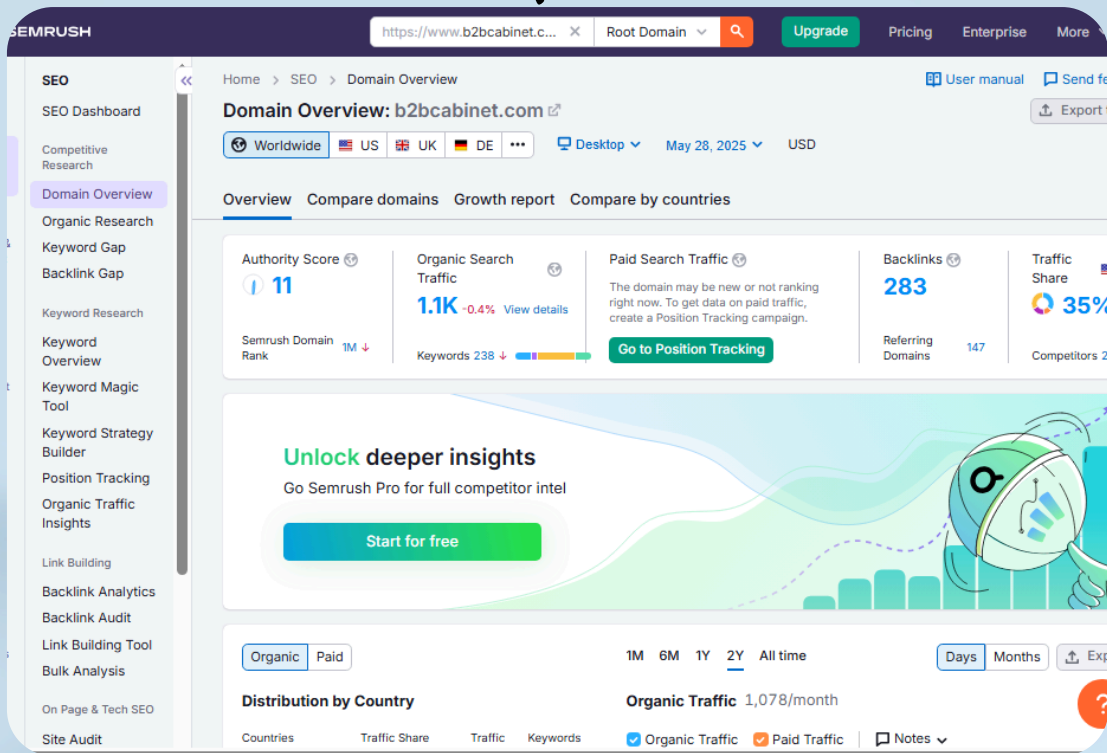 SEMRUSH
https://www.b2bcabinet.c...
Root Domain
Upgrade
Pricing
Enterprise
More
SEO
SEO Dashboard
Competitive
Research
Domain Overview
Organic Research
Keyword Gap
Backlink Gap
Keyword Research
Keyword
Overview
Keyword Magic
Tool
Keyword Strategy
Builder
Position Tracking
Organic Traffic
Insights
Link Building
Backlink Analytics
Backlink Audit
Link Building Tool
Bulk Analysis
On Page & Tech SEO
Site Audit
Home > SEO > Domain Overview
User manual
Send fe
Domain Overview: b2bcabinet.com
Export
Worldwide
US
UK
DE
•••
Desktop
May 28, 2025
USD
Overview
Compare domains
Growth report
Compare by countries
Authority Score
11
Semrush Domain
Rank
1M ↓
Organic Search
Traffic
1.1K -0.4% View details
Keywords 238 ↓
Paid Search Traffic
The domain may be new or not ranking
right now. To get data on paid traffic,
create a Position Tracking campaign.
Go to Position Tracking
Backlinks
283
Referring
Domains
147
Traffic
Share
35%
Competitors 2
Unlock deeper insights
Go Semrush Pro for full competitor intel
Start for free
Organic
Paid
1M 6M 1Y 2Y All time
Days
Months
Exp
Distribution by Country
Organic Traffic 1,078/month
Countries Traffic Share Traffic Keywords
Organic Traffic
Paid Traffic
Notes
?